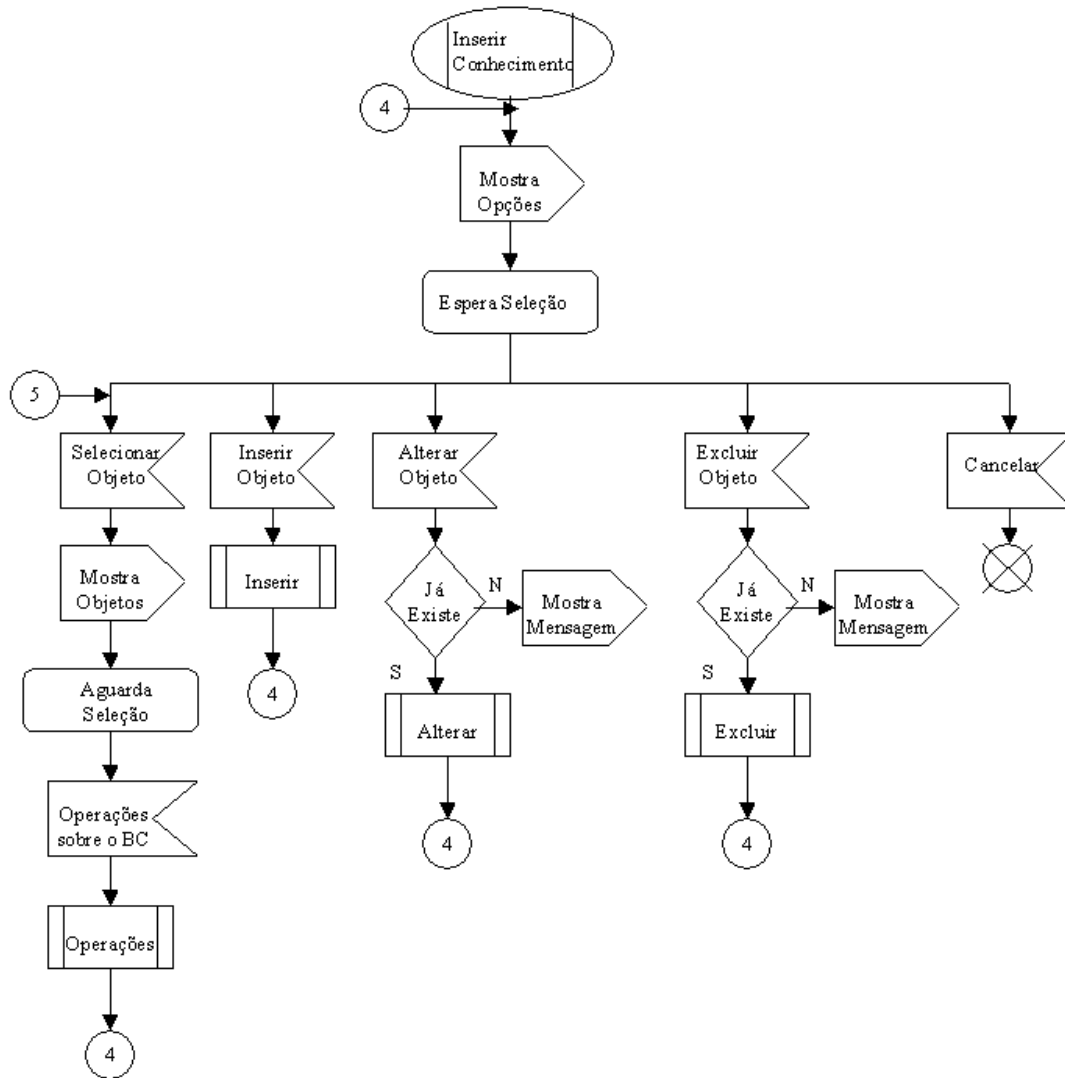 Inserir
Conhecimento
4
Mostra
Opções
Espera Seleção
5
Selecionar
Objeto
Inserir
Objeto
Alterar
Objeto
Excluir
Objeto
Cancelar
Mostra
Objetos
Inserir
Já
Existe
N
Mostra
Mensagem
Já
Existe
N
Mostra
Mensagem
Aguarda
Seleção
4
S
Alterar
S
Excluir
Operações
sobre o BC
4
4
Operações
4